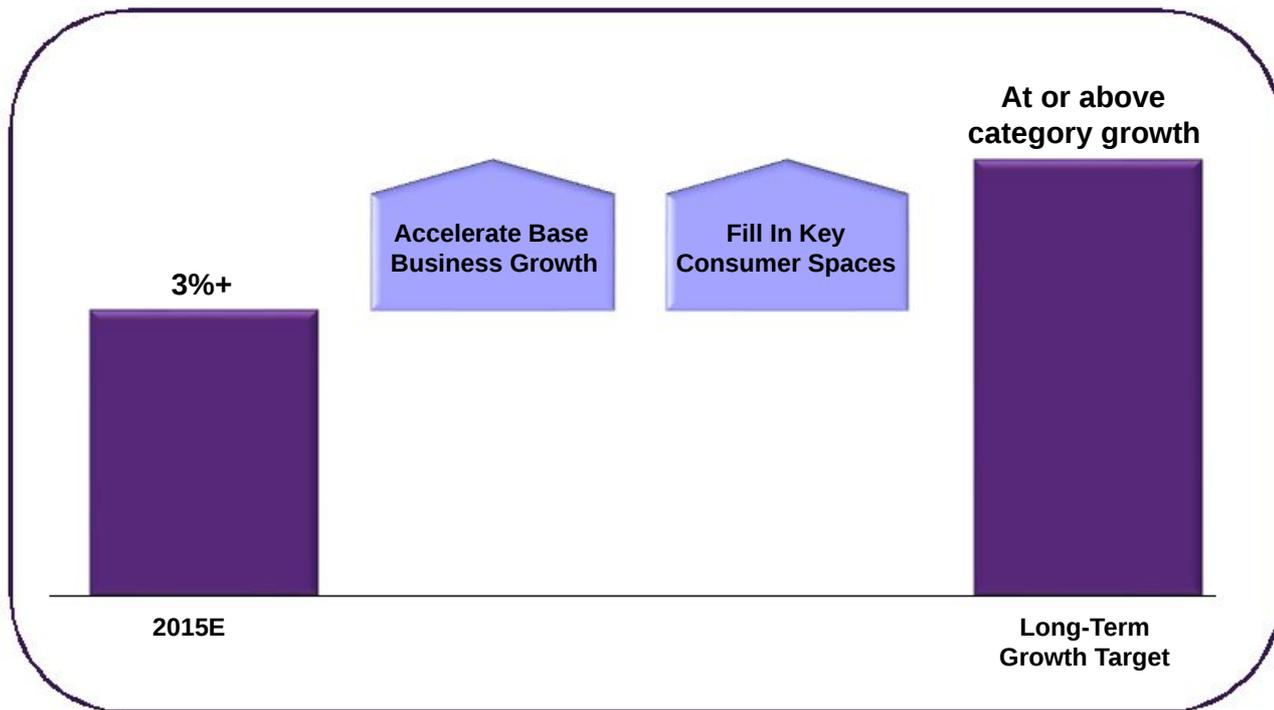 At or above
category growth
Accelerate Base
Business Growth
Fill In Key
Consumer Spaces
3%+
2015E
Long-Term
Growth Target